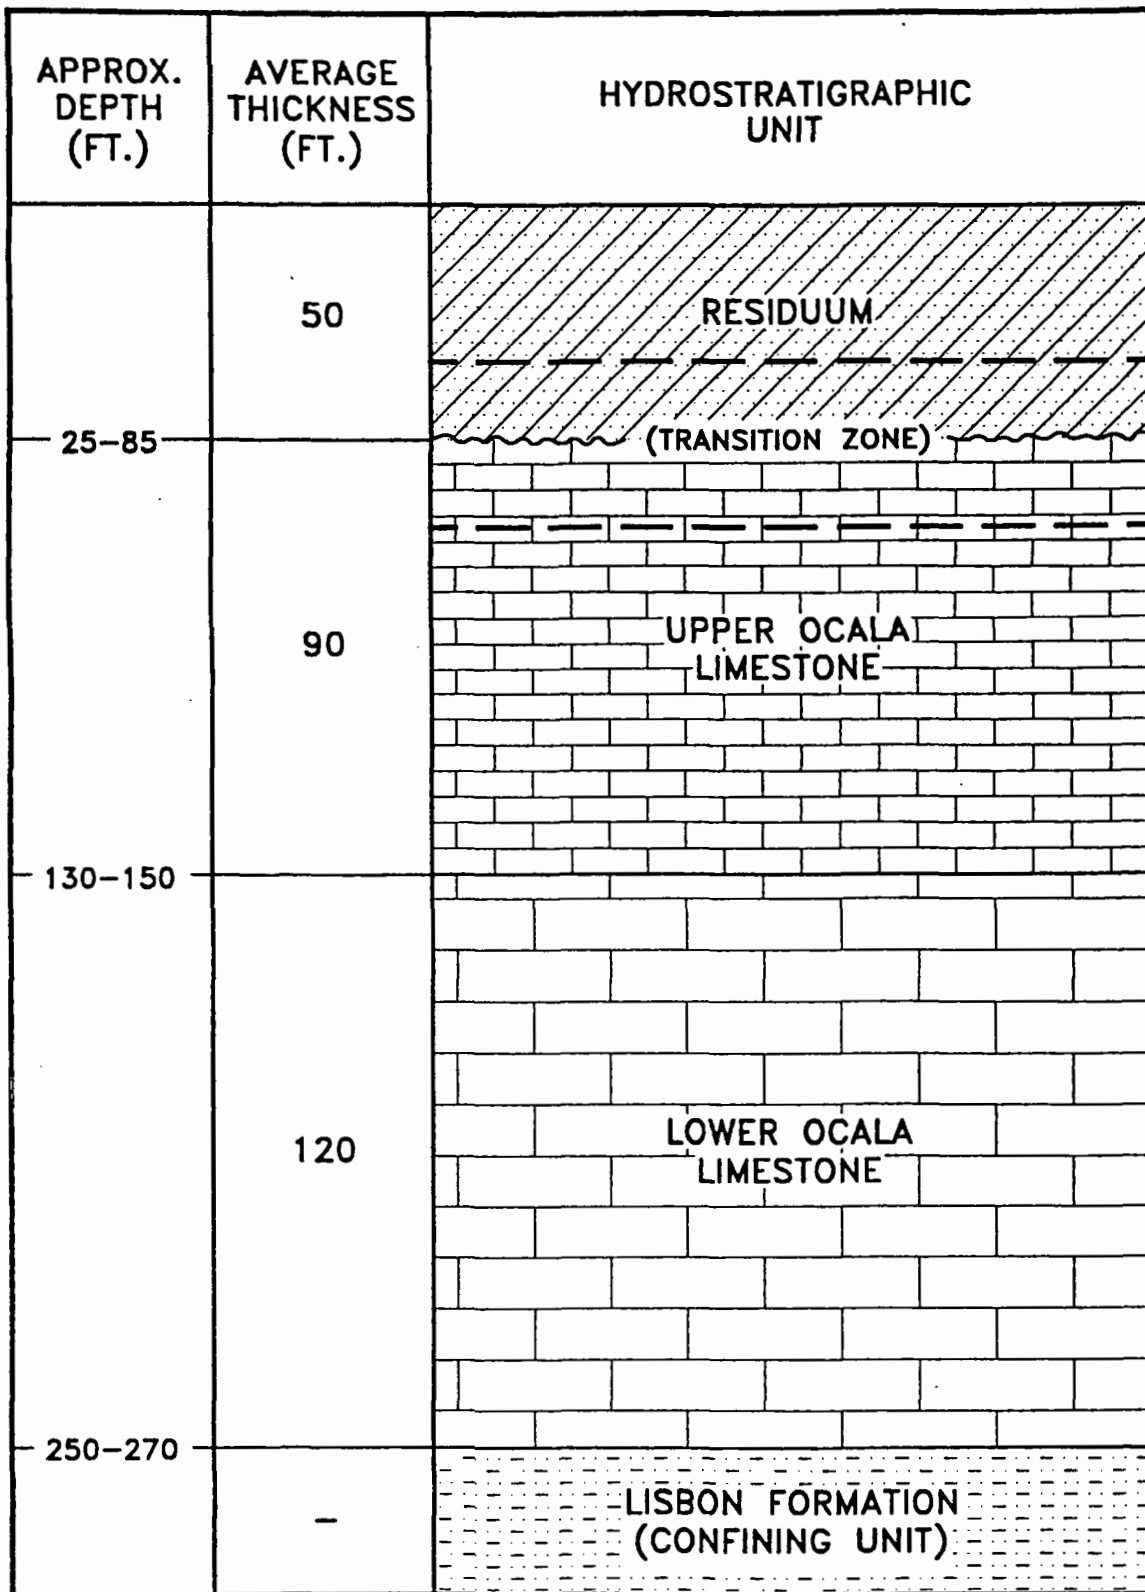 APPROX.
DEPTH
(FT.)
AVERAGE
THICKNESS
(FT.)
HYDROSTRATIGRAPHIC
UNIT
50
RESIDUUM
25-85
(TRANSITION ZONE)
90
UPPER OCALA
LIMESTONE
130-150
120
LOWER OCALA
LIMESTONE
250-270
-
LISBON FORMATION
(CONFINING UNIT)